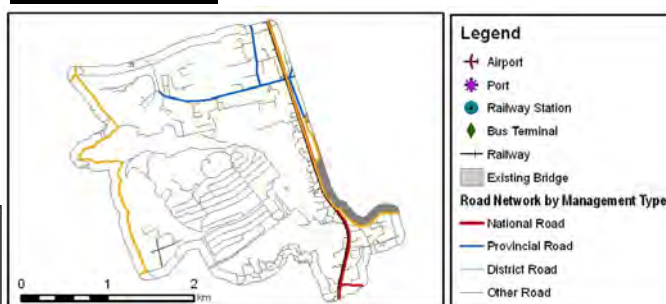 0
1
2
km
Legend
Airport
Port
Railway Station
Bus Terminal
Railway
Existing Bridge
Road Network by Management Type
National Road
Provincial Road
District Road
Other Road